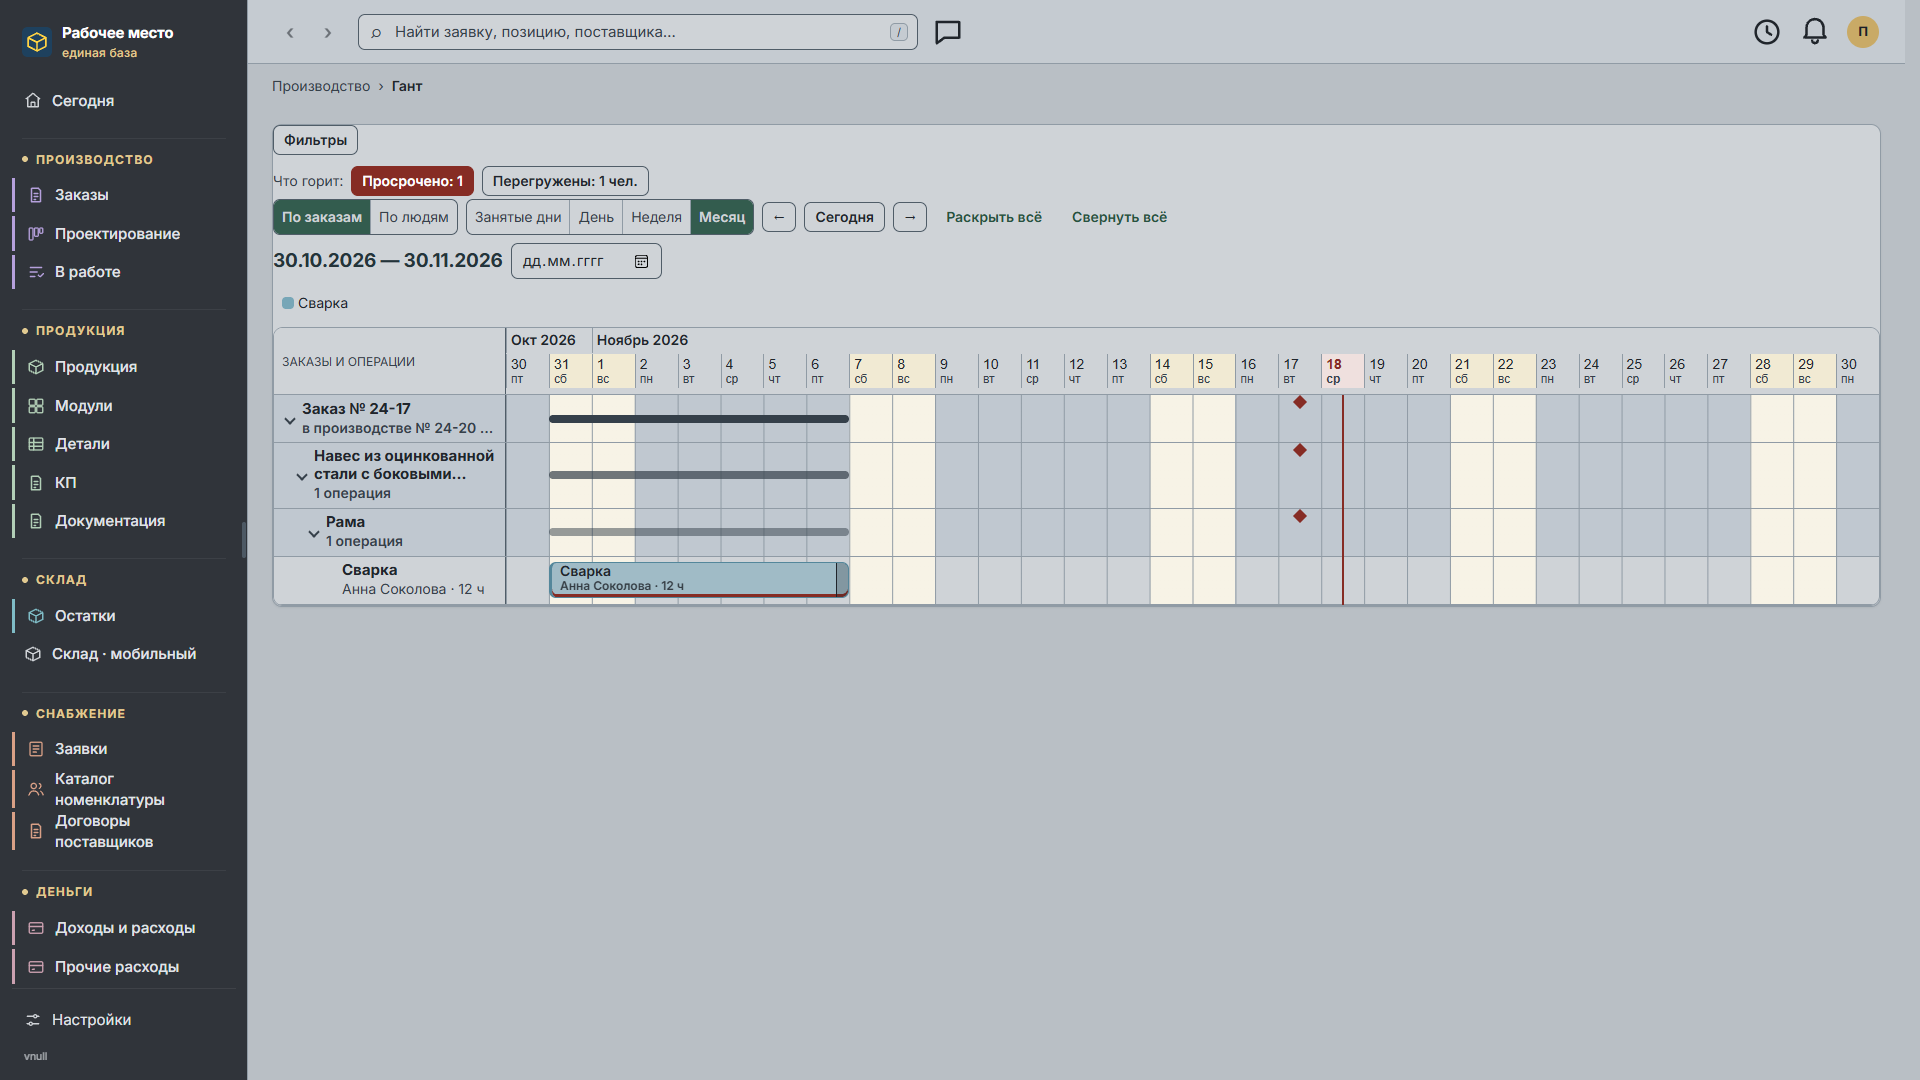 Рабочее место
единая база
Сегодня
ПРОИЗВОДСТВО
Заказы
Проектирование
В работе
ПРОДУКЦИЯ
Продукция
Модули
Детали
КП
Документация
СКЛАД
Остатки
Склад · мобильный
СНАБЖЕНИЕ
Заявки
Каталог
номенклатуры
Договоры
поставщиков
ДЕНЬГИ
Доходы и расходы
Прочие расходы
Настройки
vnull
Найти заявку, позицию, поставщика... /
П
Производство › Гант
Фильтры
Что горит: Просрочено: 1 Перегружены: 1 чел.
По заказам По людям Занятые дни День Неделя Месяц ← Сегодня → Раскрыть всё Свернуть всё
30.10.2026 — 30.11.2026 дд.мм.гггг
Сварка
ЗАКАЗЫ И ОПЕРАЦИИ
Окт 2026 Ноябрь 2026
30 31 1 2 3 4 5 6 7 8 9 10 11 12 13 14 15 16 17 18 19 20 21 22 23 24 25 26 27 28 29 30
пт сб вс пн вт ср чт пт сб вс пн вт ср чт пт сб вс пн вт ср чт пт сб вс пн вт ср чт пт сб вс пн
Заказ № 24-17
в производстве № 24-20 ...
Навес из оцинкованной
стали с боковыми...
1 операция
Рама
1 операция
Сварка
Анна Соколова · 12 ч
Сварка
Анна Соколова · 12 ч